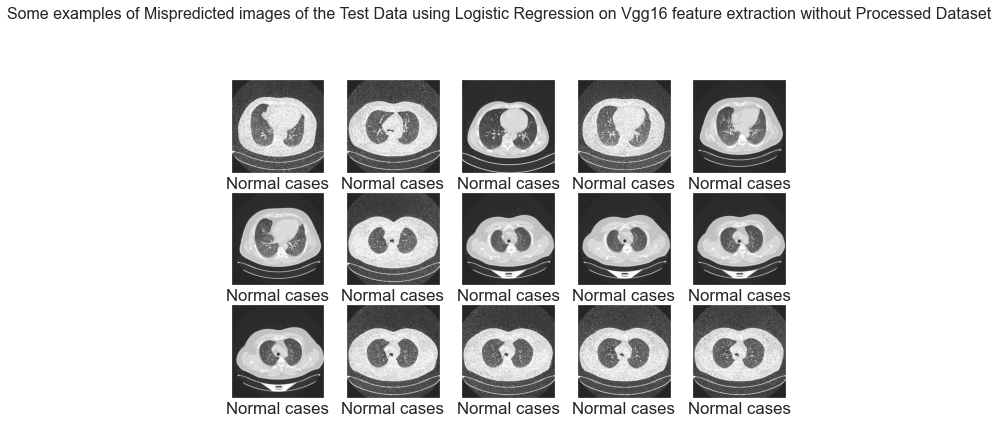 Some examples of Mispredicted images of the Test Data using Logistic Regression on Vgg16 feature extraction without Processed Dataset
Normal cases Normal cases Normal cases Normal cases Normal cases
Normal cases Normal cases Normal cases Normal cases Normal cases
Normal cases Normal cases Normal cases Normal cases Normal cases